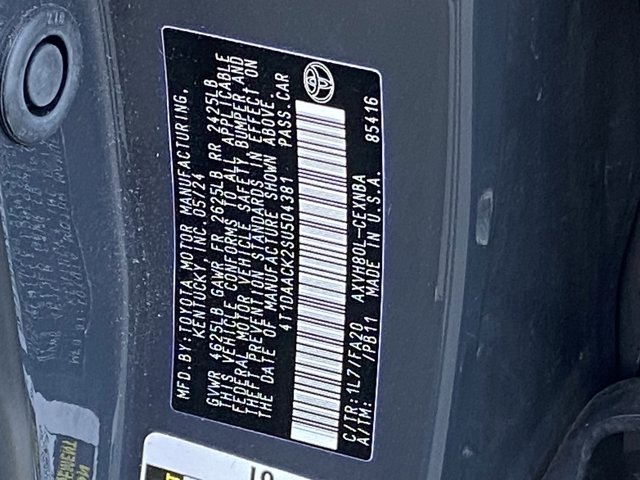 MFD. BY: TOYOTA MOTOR MANUFACTURING,
KENTUCKY, INC. 05/24
GVWR 4625LB GAWR FR 2625LB RR 2425LB
THIS VEHICLE CONFORMS TO ALL APPLICABLE
FEDERAL MOTOR VEHICLE SAFETY, BUMPER, AND
THEFT PREVENTION STANDARDS IN EFFECT ON
THE DATE OF MANUFACTURE SHOWN ABOVE.
4T1DAACK2SU504381 PASS.CAR
C/TR: 1L7/FA20 AXVH80L-CEXNBA
A/TM: /PB11 MADE IN U.S.A. 85416